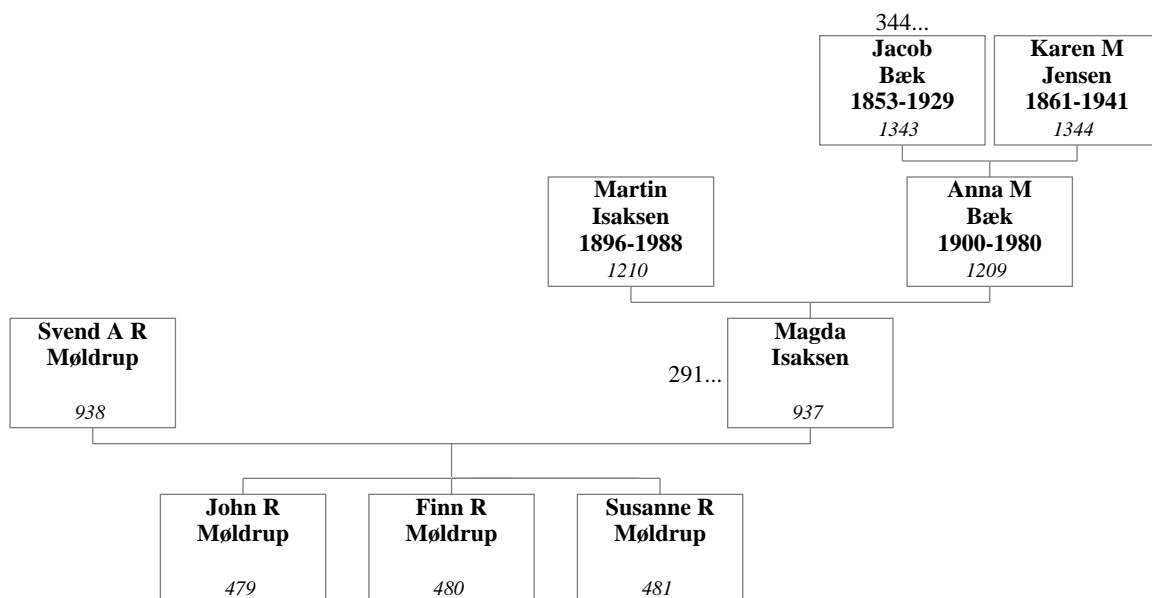 344...
Jacob
Bæk
1853-1929
1343
Karen M
Jensen
1861-1941
1344
Martin
Isaksen
1896-1988
1210
Anna M
Bæk
1900-1980
1209
Svend A R
Møldrup
938
291...
Magda
Isaksen
937
John R
Møldrup
479
Finn R
Møldrup
480
Susanne R
Møldrup
481